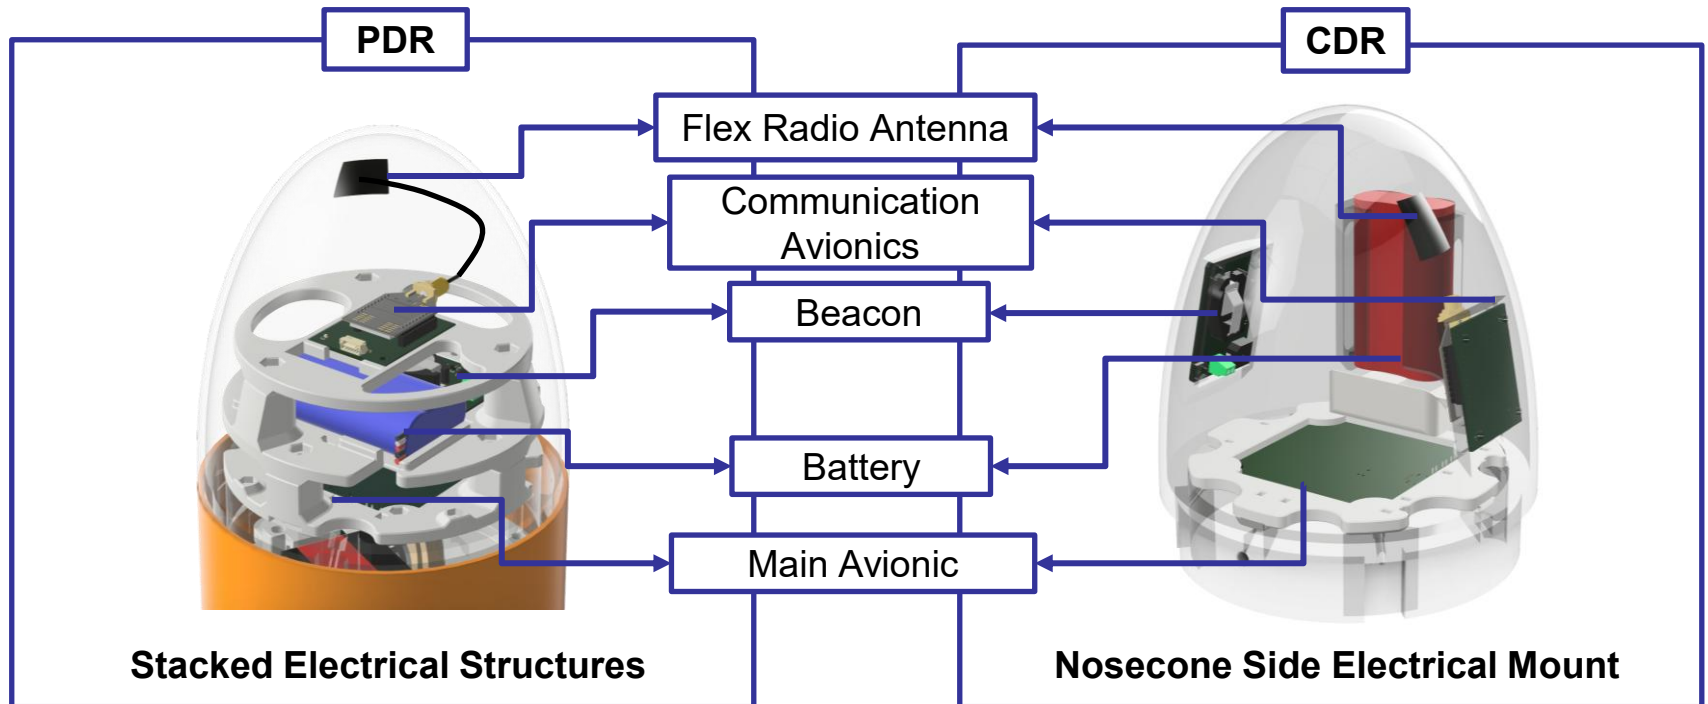 PDR
CDR
Flex Radio Antenna
Communication
Avionics
Beacon
Battery
Main Avionic
Stacked Electrical Structures
Nosecone Side Electrical Mount